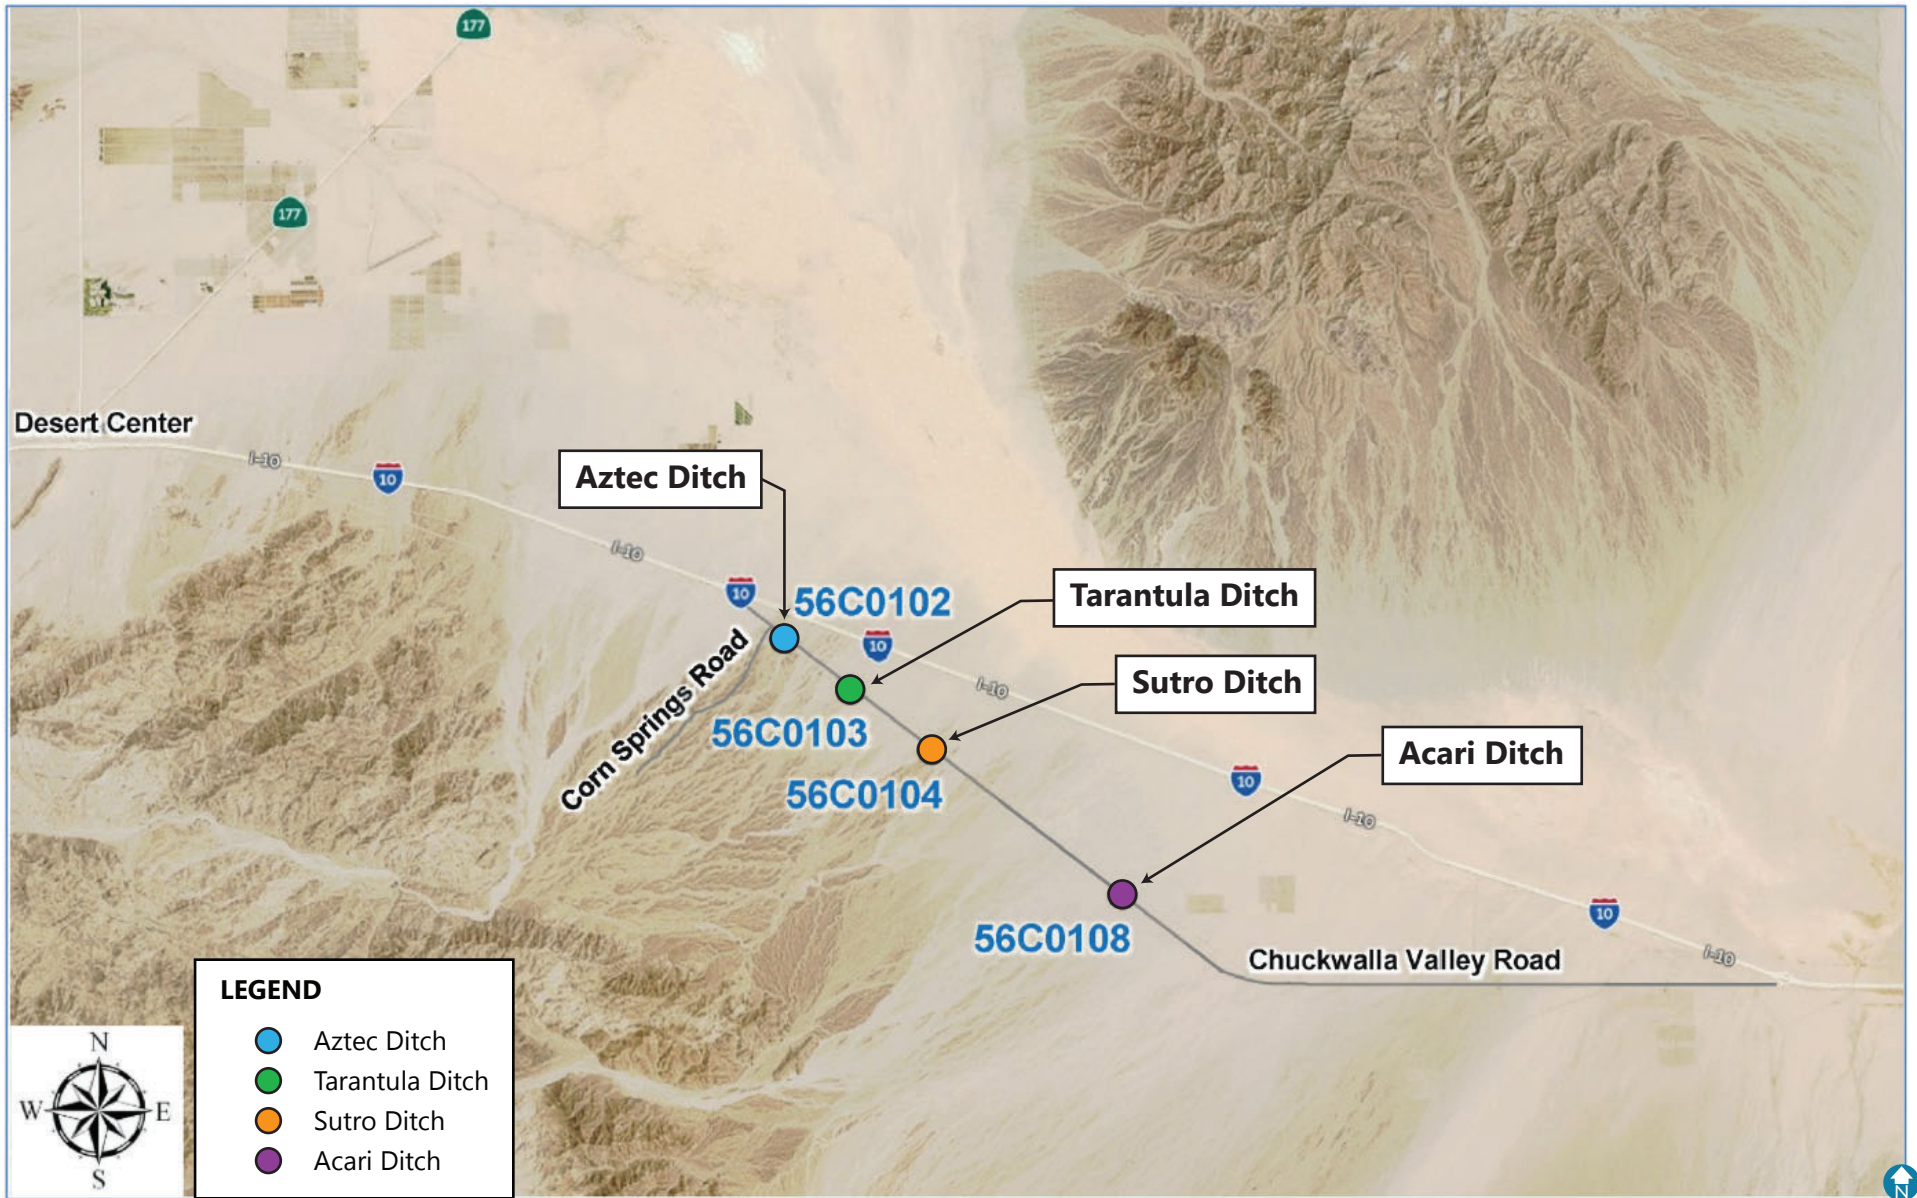 177
177
Desert Center
I-10
10
Aztec Ditch
I-10
10
56C0102
Tarantula Ditch
10
Corn Springs Road
I-10
Sutro Ditch
56C0103
Acari Ditch
10
56C0104
I-10
10
56C0108
I-10
Chuckwalla Valley Road
LEGEND
Aztec Ditch
Tarantula Ditch
Sutro Ditch
Acari Ditch
N
W E
S
N